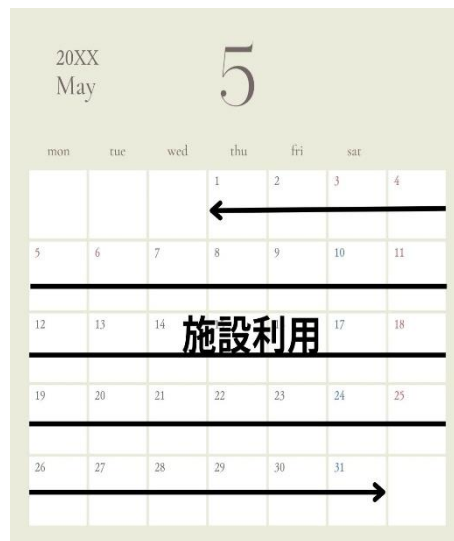 20XX
May
5
mon tue wed thu fri sat
1 2 3 4
5 6 7 8 9 10 11
12 13 14 17 18
施設利用
19 20 21 22 23 24 25
26 27 28 29 30 31